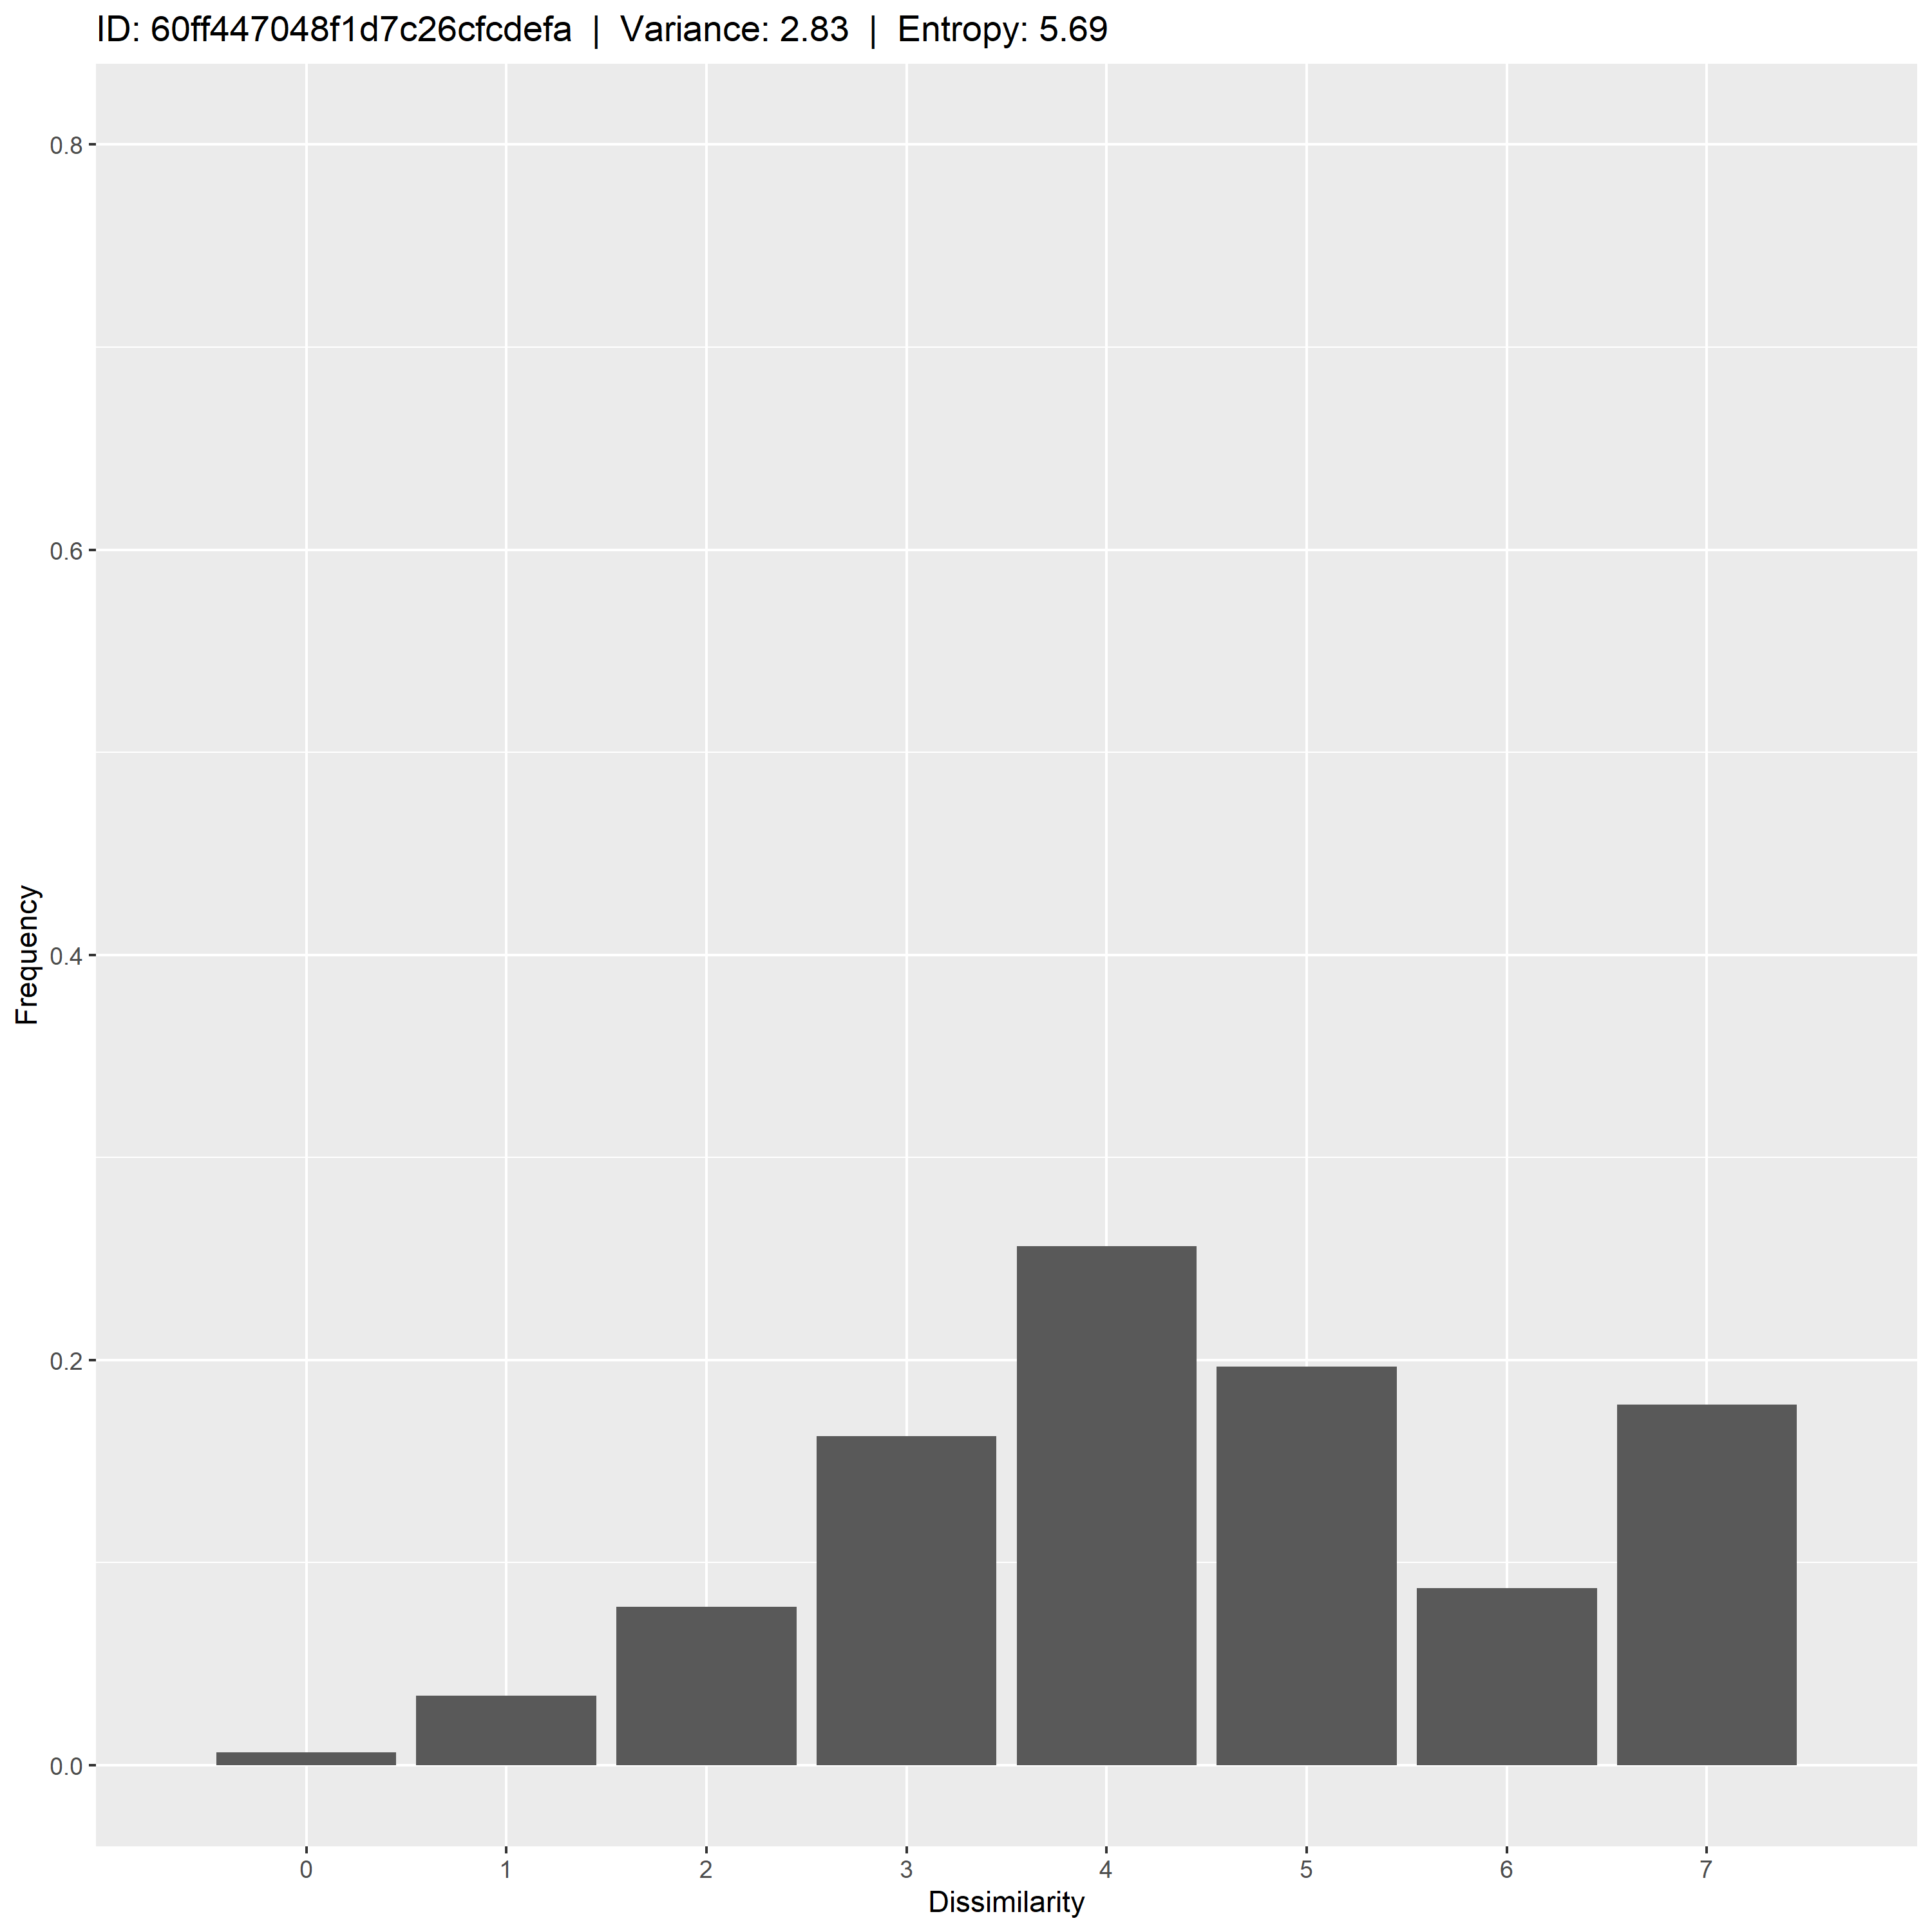 ID: 60ff447048f1d7c26cfcdefa  |  Variance: 2.83  |  Entropy: 5.69
Frequency
0.8
0.6
0.4
0.2
0.0
0 1 2 3 4 5 6 7
Dissimilarity